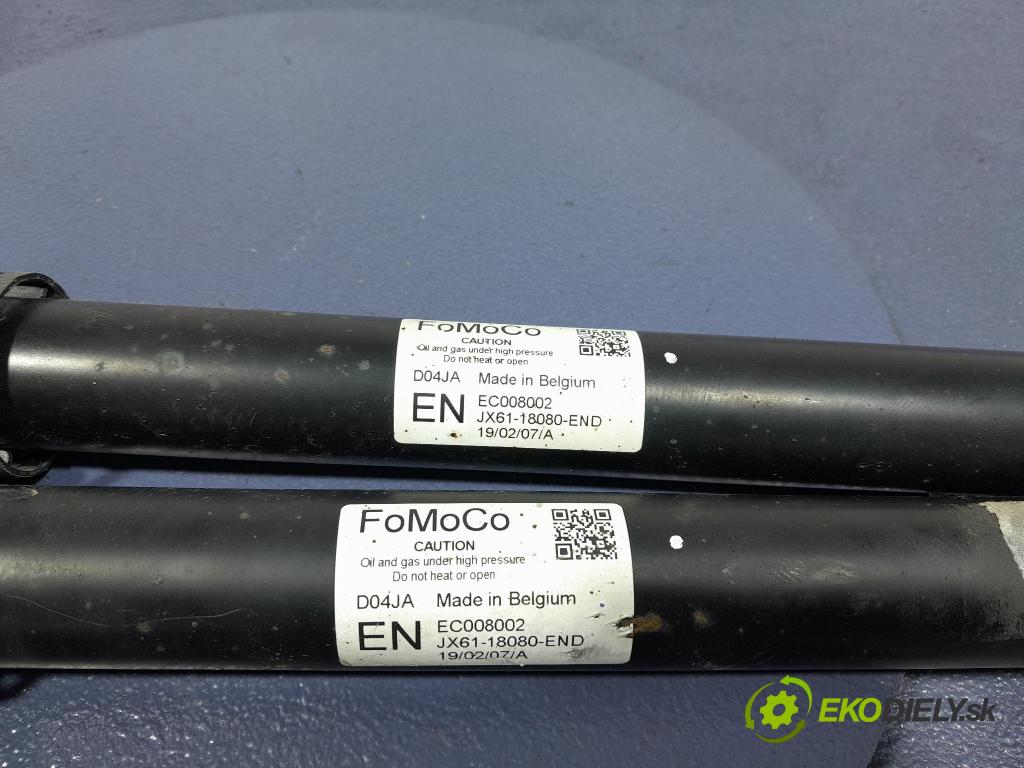 FoMoCo
CAUTION
Oil and gas under high pressure
Do not heat or open
D04JA Made in Belgium
EN EC008002
JX61-18080-END
19/02/07/A
FoMoCo
CAUTION
Oil and gas under high pressure
Do not heat or open
D04JA Made in Belgium
EN EC008002
JX61-18080-END
19/02/07/A
EKODIELY.sk